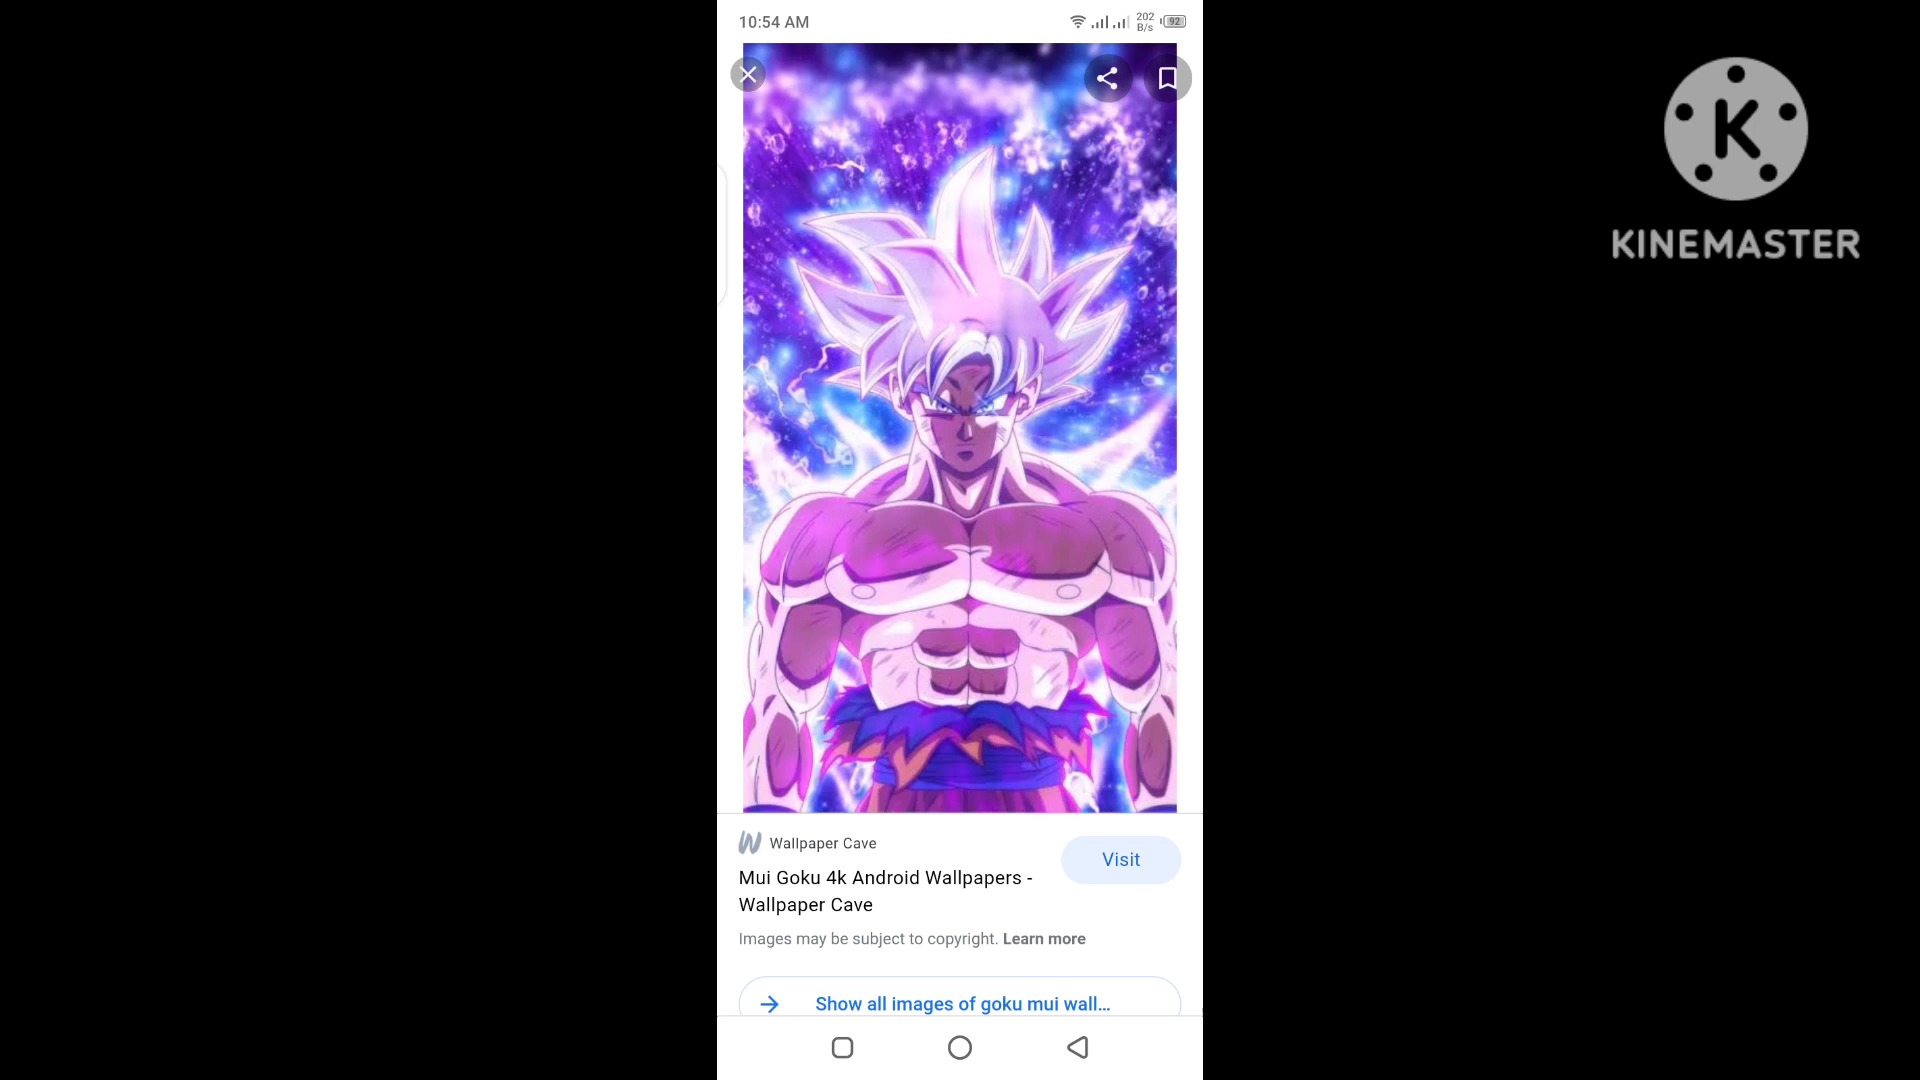 10:54 AM
202
B/s
92
K
KINEMASTER
W Wallpaper Cave
Visit
Mui Goku 4k Android Wallpapers -
Wallpaper Cave
Images may be subject to copyright. Learn more
Show all images of goku mui wall...